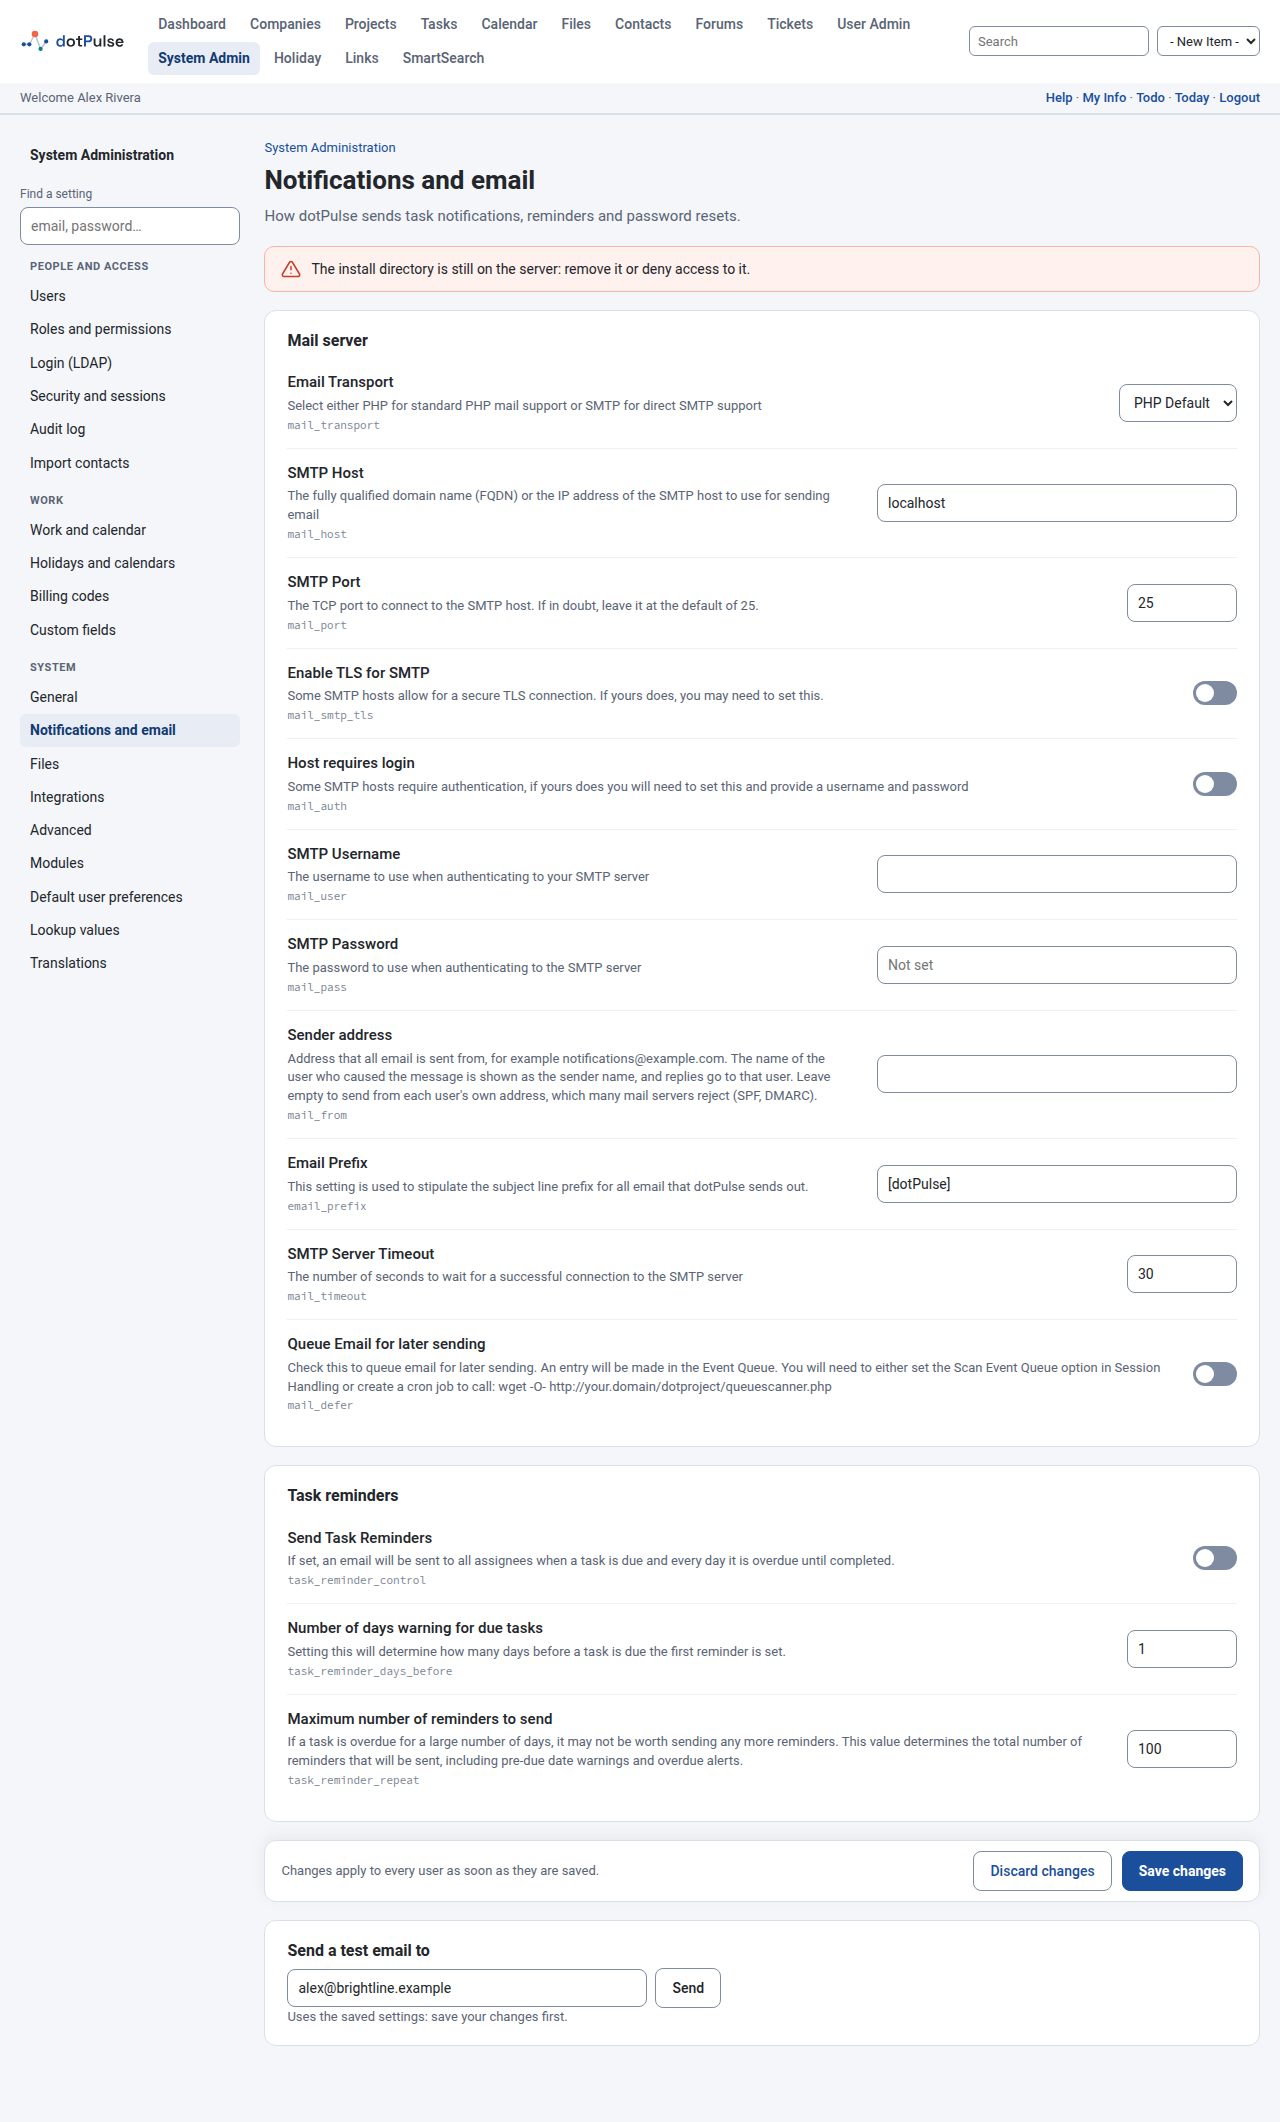 dotPulse
Dashboard Companies Projects Tasks Calendar Files Contacts Forums Tickets User Admin
System Admin Holiday Links SmartSearch
Search
- New Item -
Welcome Alex Rivera
Help · My Info · Todo · Today · Logout
System Administration
Find a setting
email, password...
PEOPLE AND ACCESS
Users
Roles and permissions
Login (LDAP)
Security and sessions
Audit log
Import contacts
WORK
Work and calendar
Holidays and calendars
Billing codes
Custom fields
SYSTEM
General
Notifications and email
Files
Integrations
Advanced
Modules
Default user preferences
Lookup values
Translations
System Administration
Notifications and email
How dotPulse sends task notifications, reminders and password resets.
The install directory is still on the server: remove it or deny access to it.
Mail server
Email Transport
Select either PHP for standard PHP mail support or SMTP for direct SMTP support
mail_transport
PHP Default
SMTP Host
The fully qualified domain name (FQDN) or the IP address of the SMTP host to use for sending
email
mail_host
localhost
SMTP Port
The TCP port to connect to the SMTP host. If in doubt, leave it at the default of 25.
mail_port
25
Enable TLS for SMTP
Some SMTP hosts allow for a secure TLS connection. If yours does, you may need to set this.
mail_smtp_tls
Host requires login
Some SMTP hosts require authentication, if yours does you will need to set this and provide a username and password
mail_auth
SMTP Username
The username to use when authenticating to your SMTP server
mail_user
SMTP Password
The password to use when authenticating to the SMTP server
mail_pass
Not set
Sender address
Address that all email is sent from, for example notifications@example.com. The name of the
user who caused the message is shown as the sender name, and replies go to that user. Leave
empty to send from each user's own address, which many mail servers reject (SPF, DMARC).
mail_from
Email Prefix
This setting is used to stipulate the subject line prefix for all email that dotPulse sends out.
email_prefix
[dotPulse]
SMTP Server Timeout
The number of seconds to wait for a successful connection to the SMTP server
mail_timeout
30
Queue Email for later sending
Check this to queue email for later sending. An entry will be made in the Event Queue. You will need to either set the Scan Event Queue option in Session
Handling or create a cron job to call: wget -O- http://your.domain/dotproject/queuescanner.php
mail_defer
Task reminders
Send Task Reminders
If set, an email will be sent to all assignees when a task is due and every day it is overdue until completed.
task_reminder_control
Number of days warning for due tasks
Setting this will determine how many days before a task is due the first reminder is set.
task_reminder_days_before
1
Maximum number of reminders to send
If a task is overdue for a large number of days, it may not be worth sending any more reminders. This value determines the total number of
reminders that will be sent, including pre-due date warnings and overdue alerts.
task_reminder_repeat
100
Changes apply to every user as soon as they are saved.
Discard changes
Save changes
Send a test email to
alex@brightline.example
Send
Uses the saved settings: save your changes first.